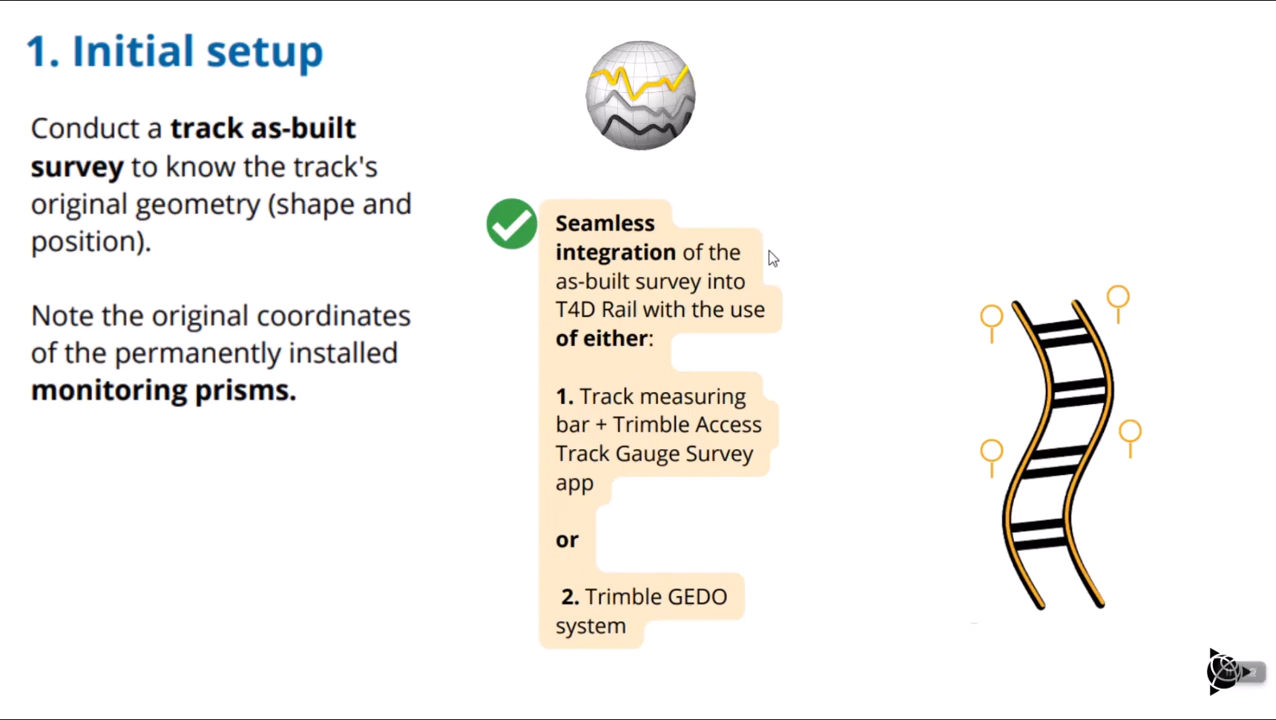 1. Initial setup
Conduct a track as-built
survey to know the track's
original geometry (shape and
position).
Note the original coordinates
of the permanently installed
monitoring prisms.
Seamless
integration of the
as-built survey into
T4D Rail with the use
of either:
1. Track measuring
bar + Trimble Access
Track Gauge Survey
app
or
2. Trimble GEDO
system